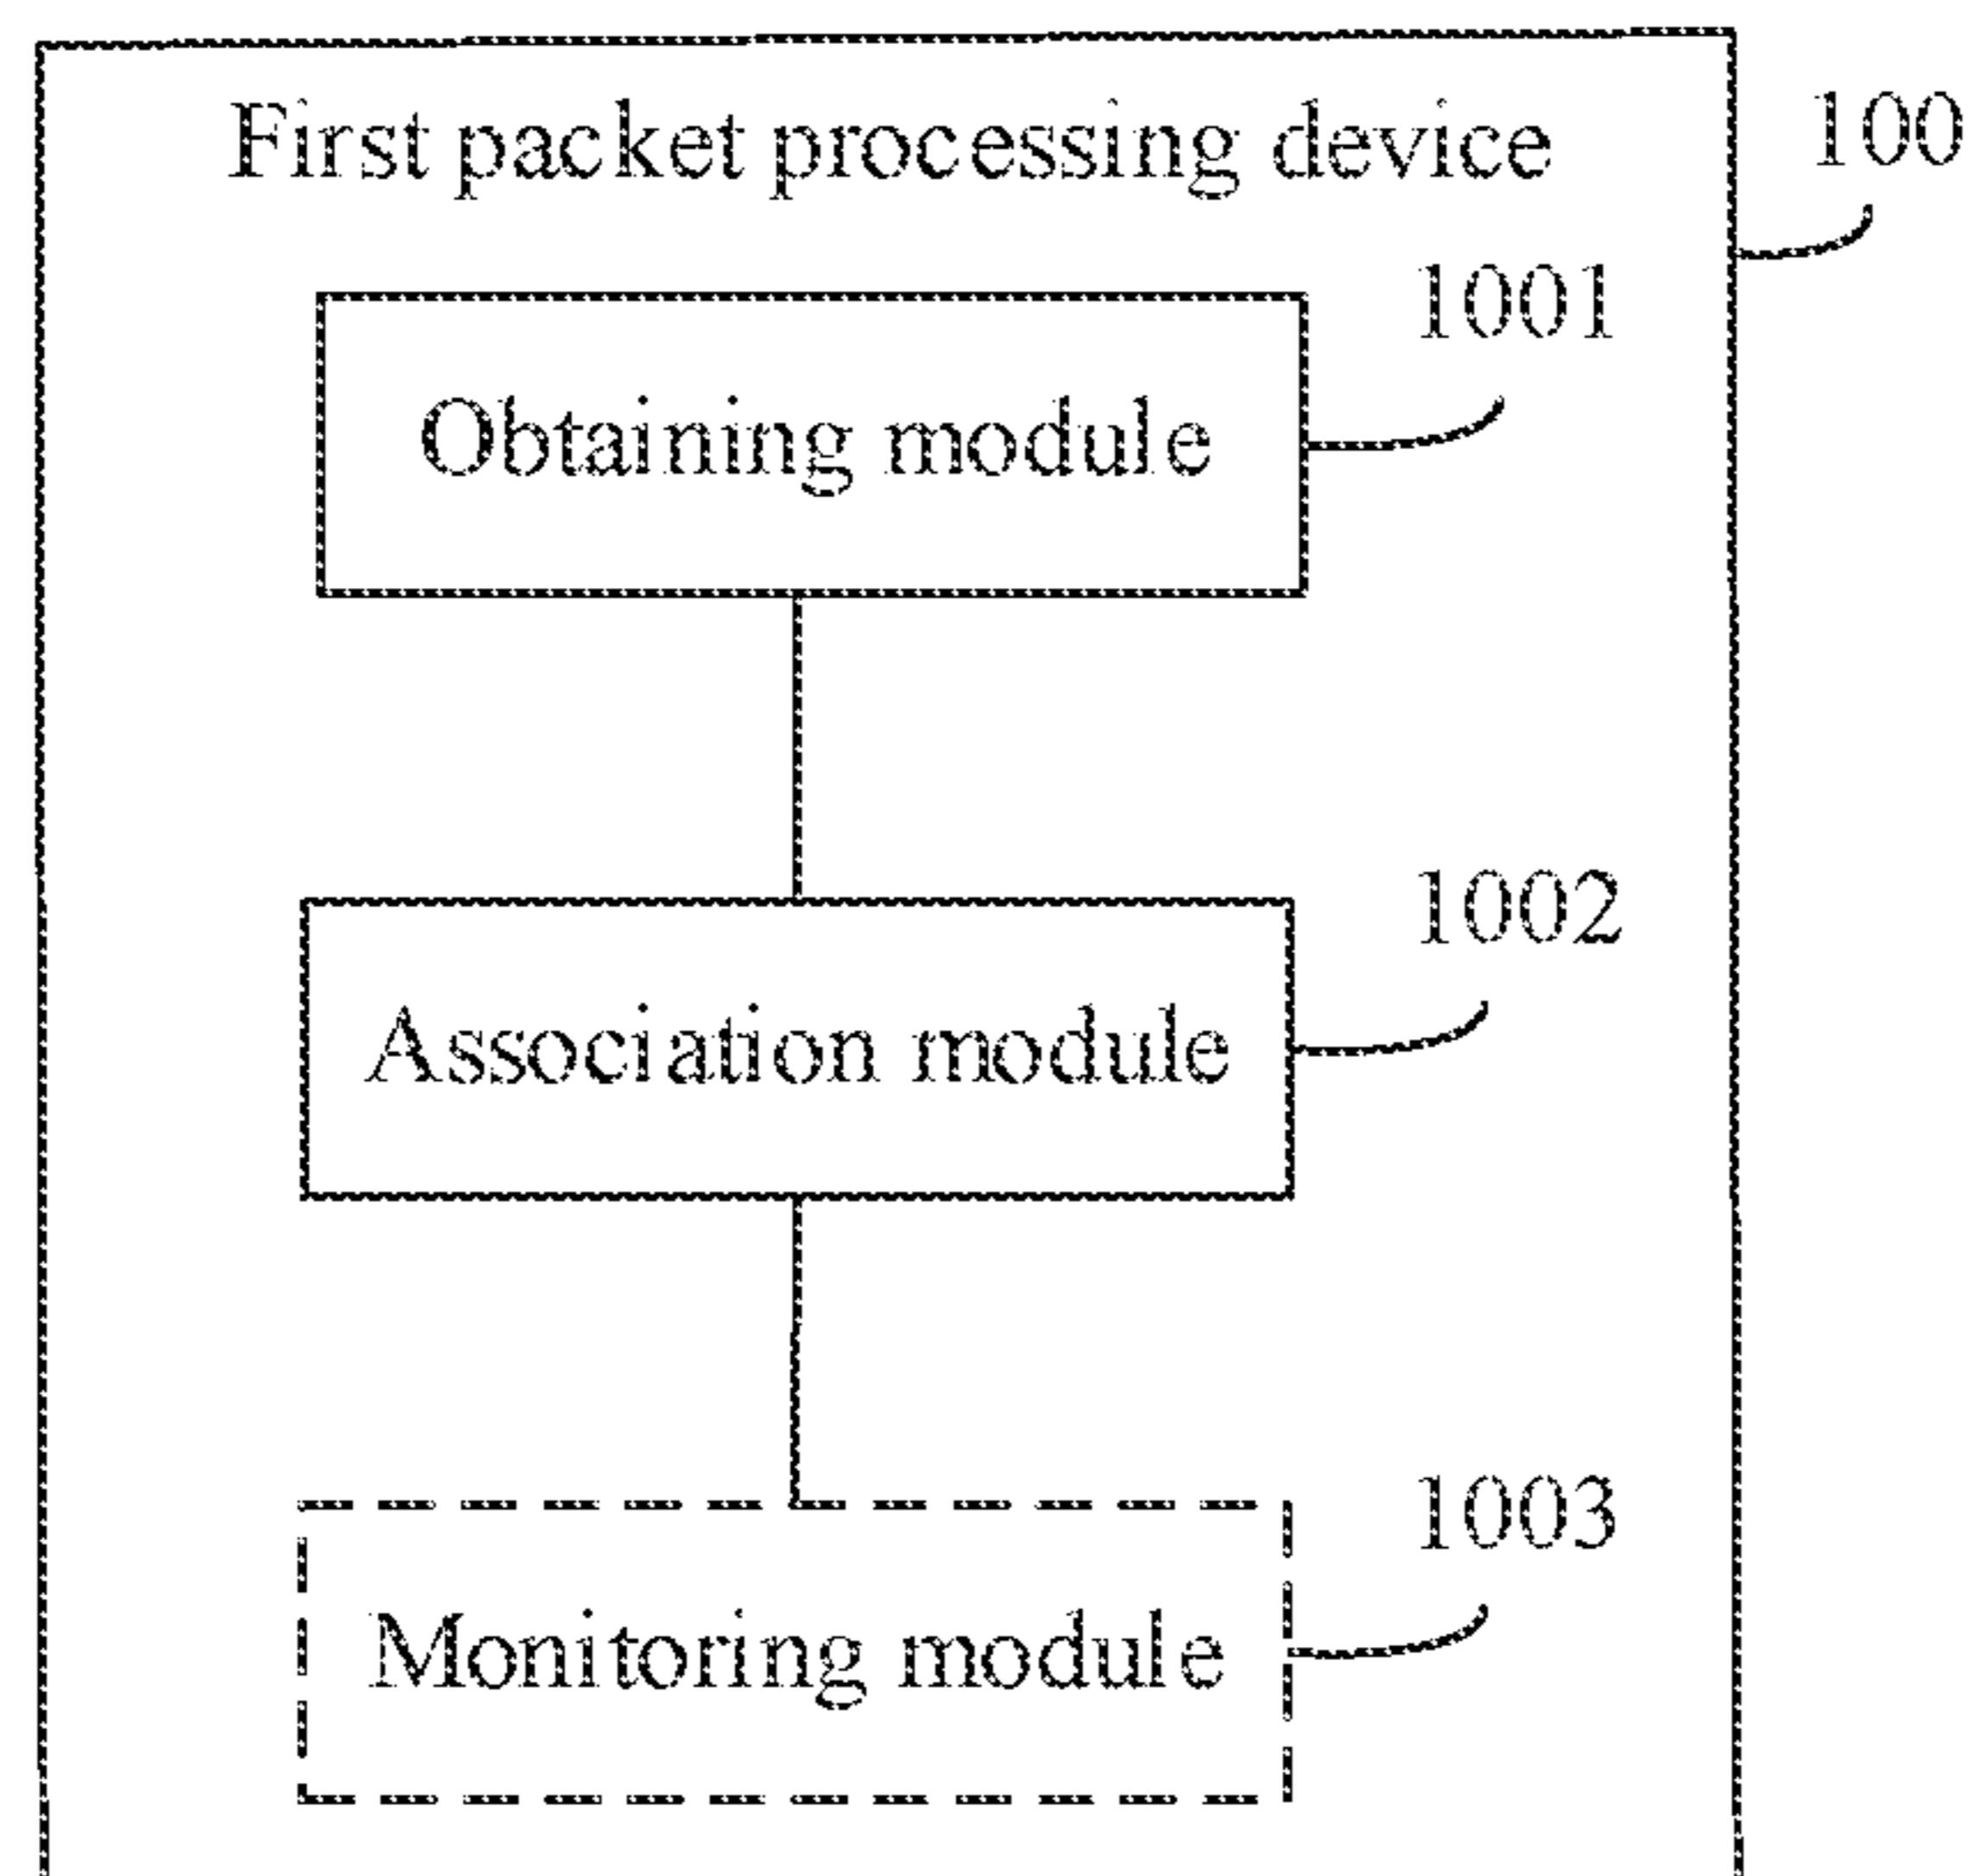 First packet processing device
100
1001
Obtaining module
1002
Association module
1003
Monitoring module